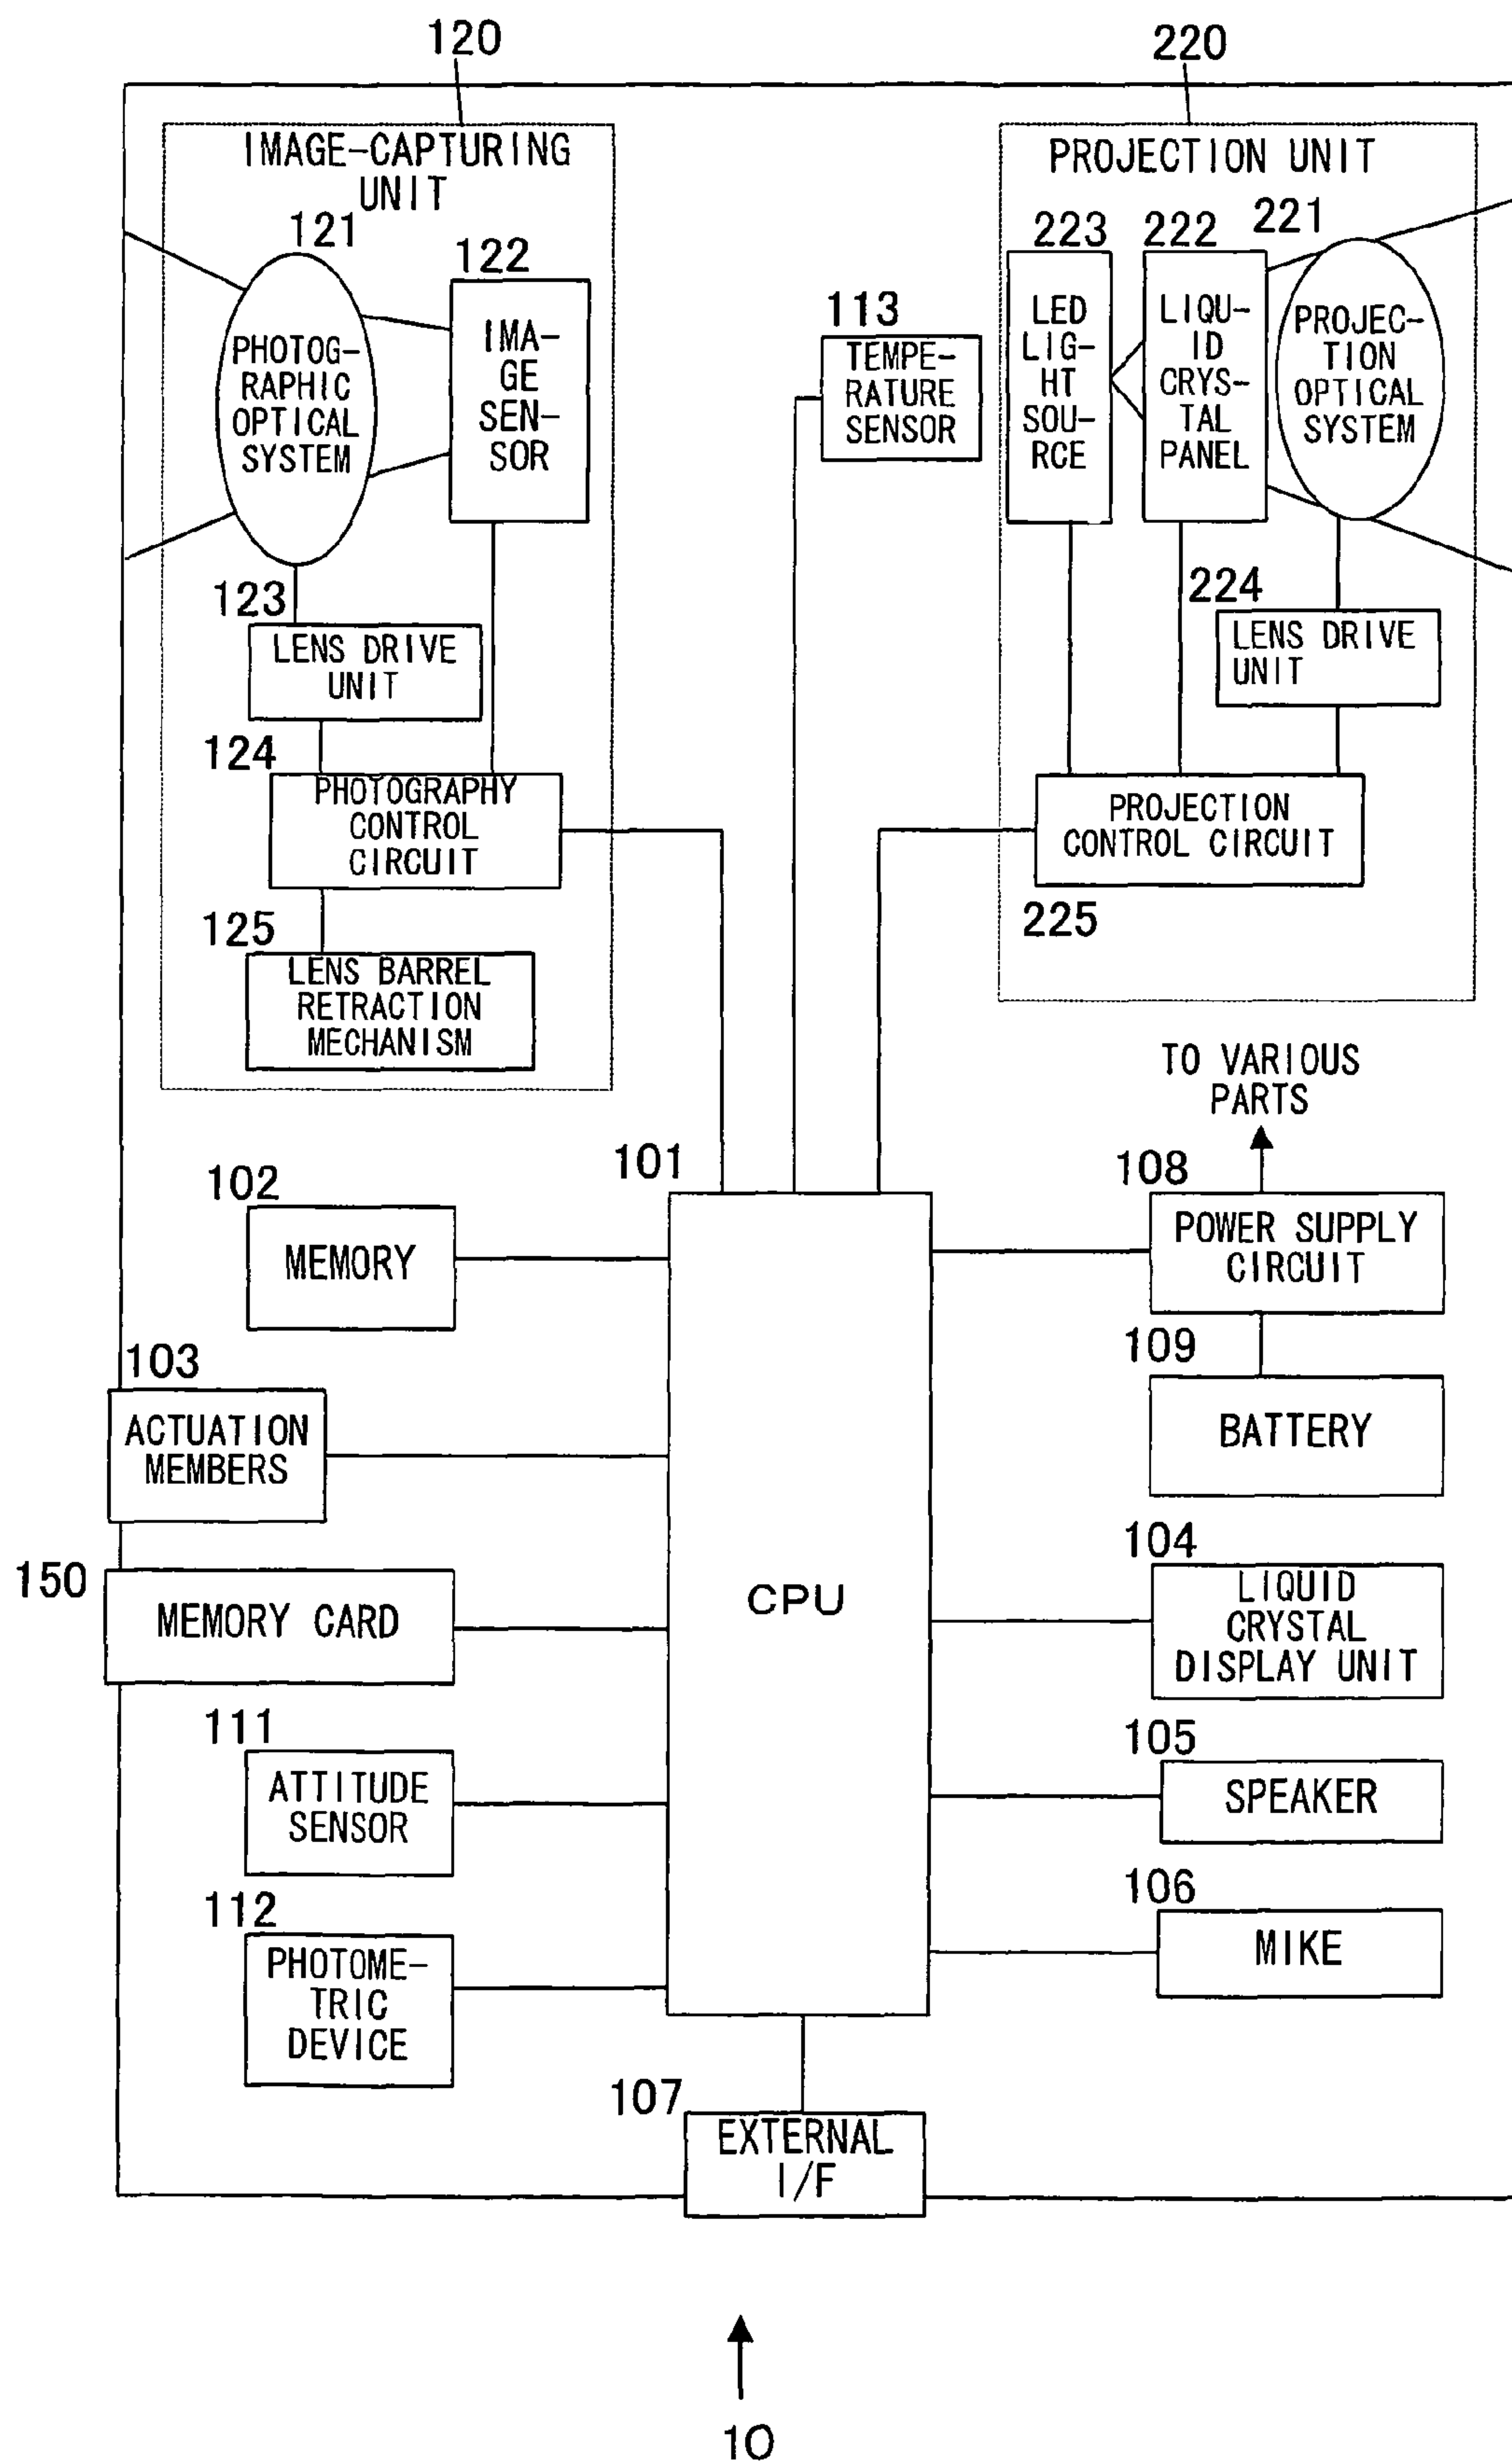 120
220
IMAGE-CAPTURING
UNIT
PROJECTION UNIT
121
122
223
222
221
113
PHOTOG-
RAPHIC
OPTICAL
SYSTEM
IMA-
GE
SEN-
SOR
TEMPE-
RATURE
SENSOR
LED
LIG-
HT
SOU-
RCE
LIQU-
ID
CRYS-
TAL
PANEL
PROJEC-
TION
OPTICAL
SYSTEM
123
LENS DRIVE
UNIT
224
LENS DRIVE
UNIT
124
PHOTOGRAPHY
CONTROL
CIRCUIT
PROJECTION
CONTROL CIRCUIT
225
125
LENS BARREL
RETRACTION
MECHANISM
TO VARIOUS
PARTS
101
102
MEMORY
108
POWER SUPPLY
CIRCUIT
103
ACTUATION
MEMBERS
109
BATTERY
150
MEMORY CARD
CPU
104
LIQUID
CRYSTAL
DISPLAY UNIT
111
ATTITUDE
SENSOR
105
SPEAKER
112
PHOTOME-
TRIC
DEVICE
106
MIKE
107
EXTERNAL
I/F
10